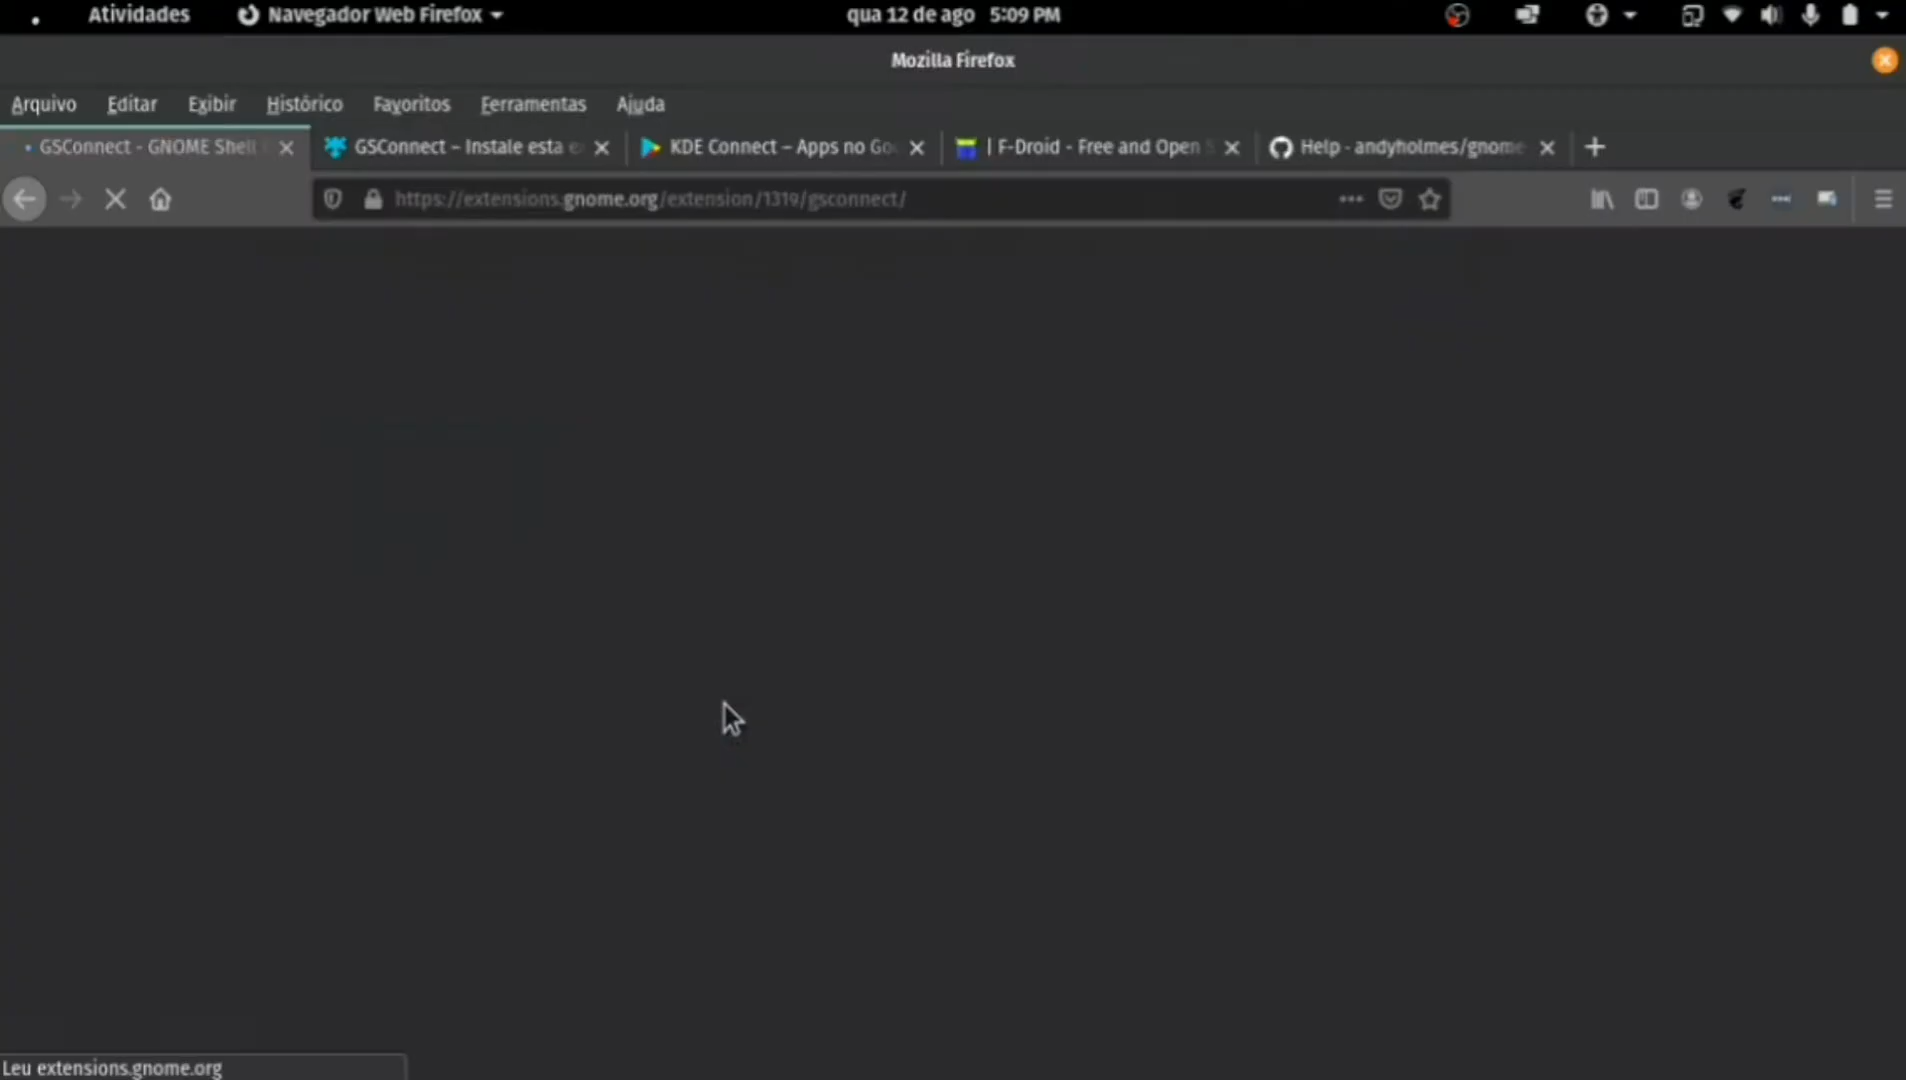 Atividades Navegador Web Firefox qua 12 de ago 5:09 PM
Mozilla Firefox
Arquivo Editar Exibir Histórico Favoritos Ferramentas Ajuda
GSConnect - GNOME Shell GSConnect – Instale esta e KDE Connect – Apps no Go | F-Droid - Free and Open S Help - andyholmes/gnome-
https://extensions.gnome.org/extension/1319/gsconnect/
Leu extensions.gnome.org